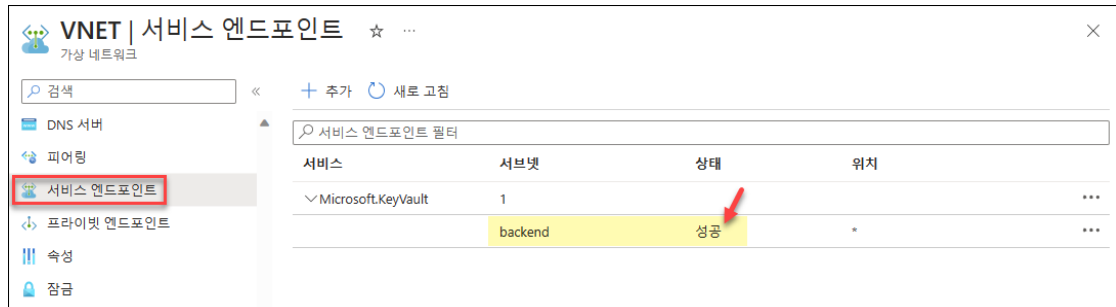 VNET | 서비스 엔드포인트 ☆ ...
가상 네트워크
검색
DNS 서버
피어링
서비스 엔드포인트
프라이빗 엔드포인트
속성
잠금
추가 새로 고침
서비스 엔드포인트 필터
서비스 서브넷 상태 위치
Microsoft.KeyVault 1 ...
backend 성공 * ...